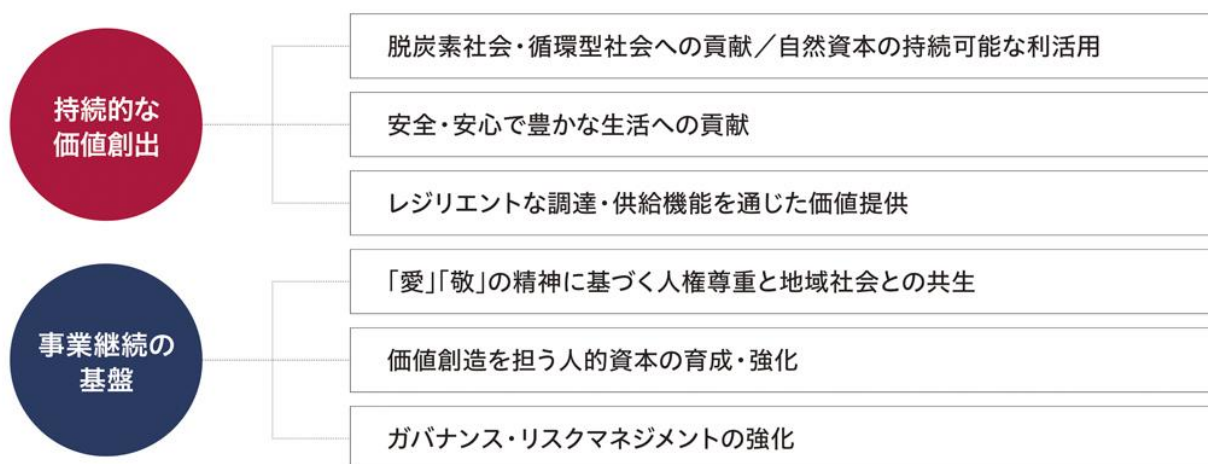 持続的な
価値創出
脱炭素社会・循環型社会への貢献／自然資本の持続可能な利活用
安全・安心で豊かな生活への貢献
レジリエントな調達・供給機能を通じた価値提供
事業継続の
基盤
「愛」「敬」の精神に基づく人権尊重と地域社会との共生
価値創造を担う人的資本の育成・強化
ガバナンス・リスクマネジメントの強化